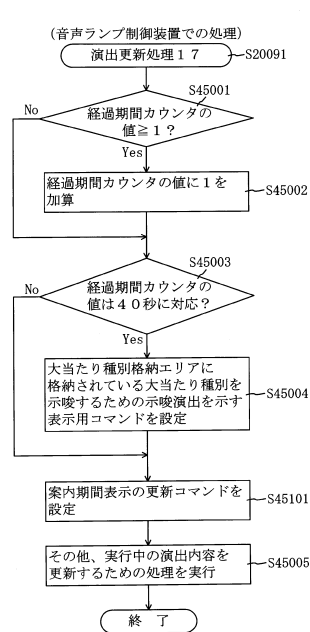 (音声ランプ制御装置での処理)
演出更新処理17
S20091
S45001
No
経過期間カウンタの
値≧1?
Yes
経過期間カウンタの値に1を
加算
S45002
S45003
No
経過期間カウンタの
値は40秒に対応?
Yes
大当たり種別格納エリアに
格納されている大当たり種別を
示唆するための示唆演出を示す
表示用コマンドを設定
S45004
案内期間表示の更新コマンドを
設定
S45101
その他、実行中の演出内容を
更新するための処理を実行
S45005
終 了